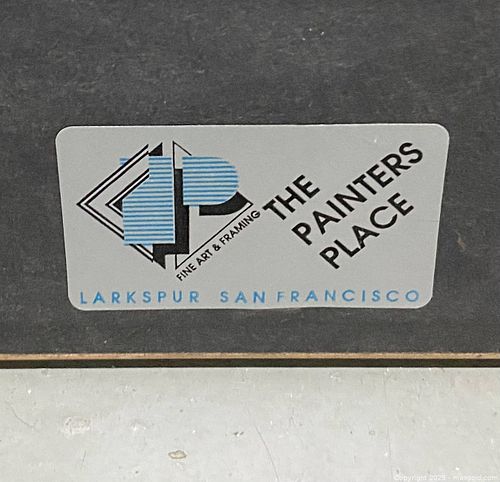 THE
PAINTERS
PLACE
FINE ART & FRAMING
LARKSPUR SAN FRANCISCO